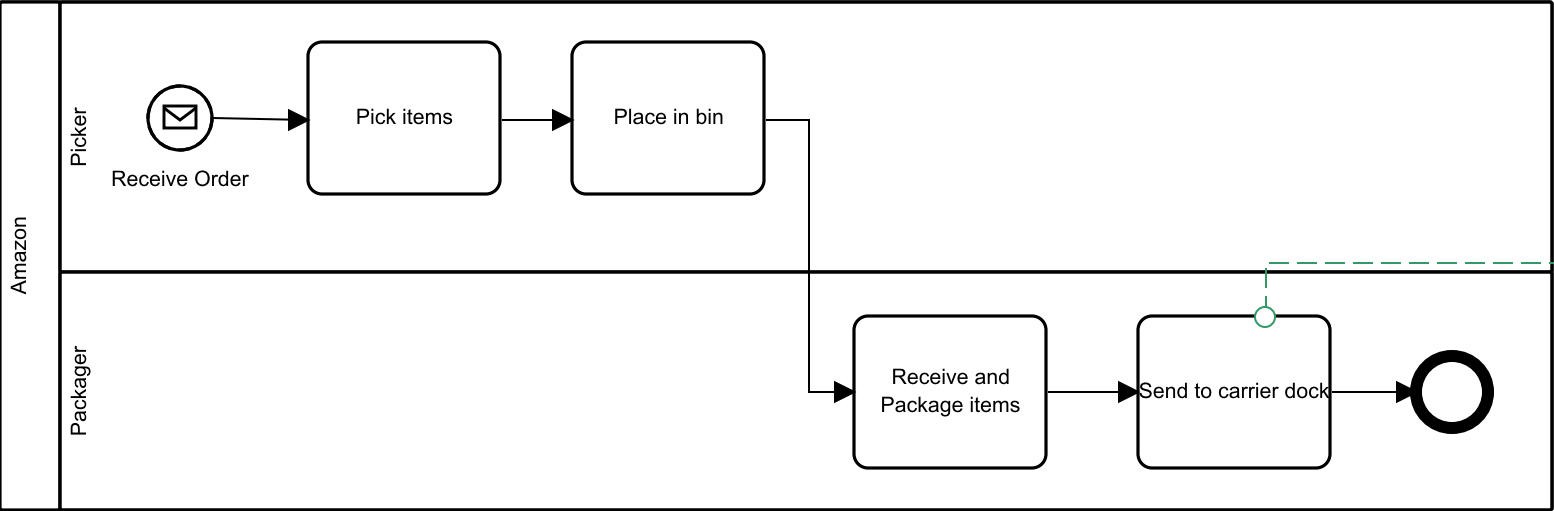 Amazon
Picker
Receive Order
Pick items
Place in bin
Packager
Receive and
Package items
Send to carrier dock